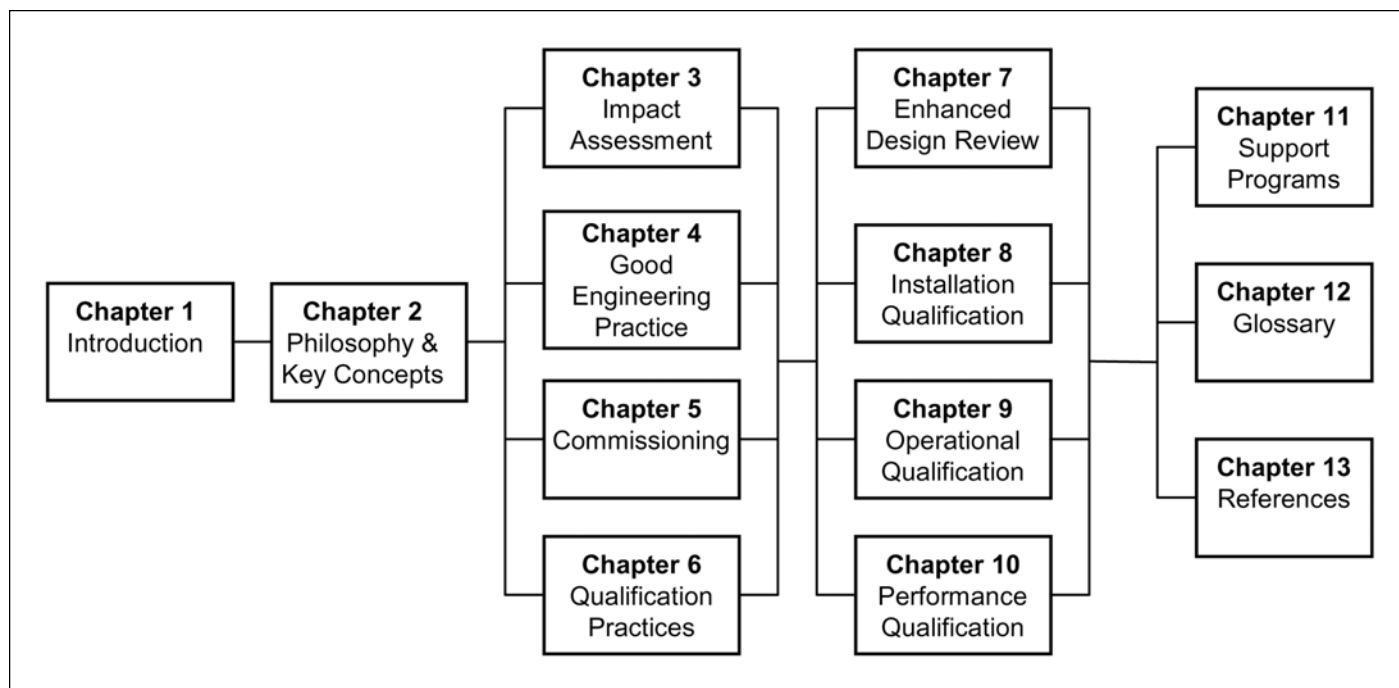 Chapter 1
Introduction
Chapter 2
Philosophy &
Key Concepts
Chapter 3
Impact
Assessment
Chapter 4
Good
Engineering
Practice
Chapter 5
Commissioning
Chapter 6
Qualification
Practices
Chapter 7
Enhanced
Design Review
Chapter 8
Installation
Qualification
Chapter 9
Operational
Qualification
Chapter 10
Performance
Qualification
Chapter 11
Support
Programs
Chapter 12
Glossary
Chapter 13
References